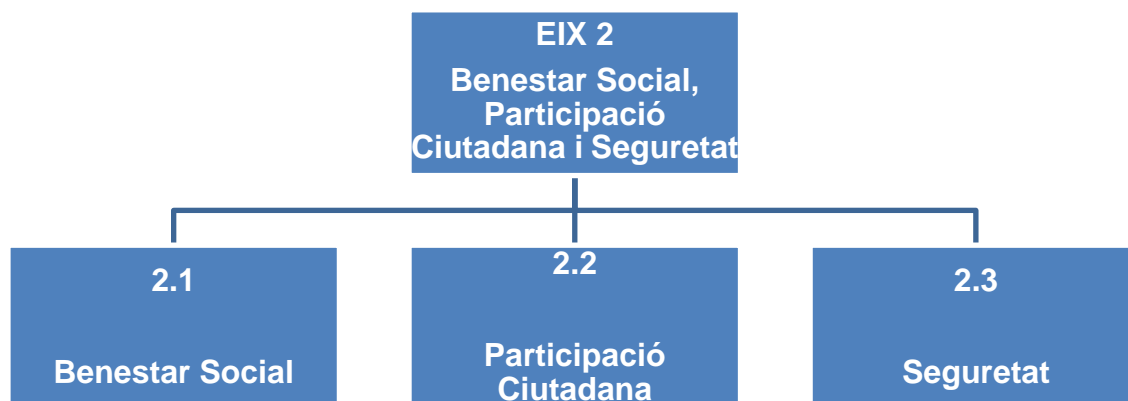 EIX 2
Benestar Social,
Participació
Ciutadana i Seguretat
2.1
Benestar Social
2.2
Participació
Ciutadana
2.3
Seguretat